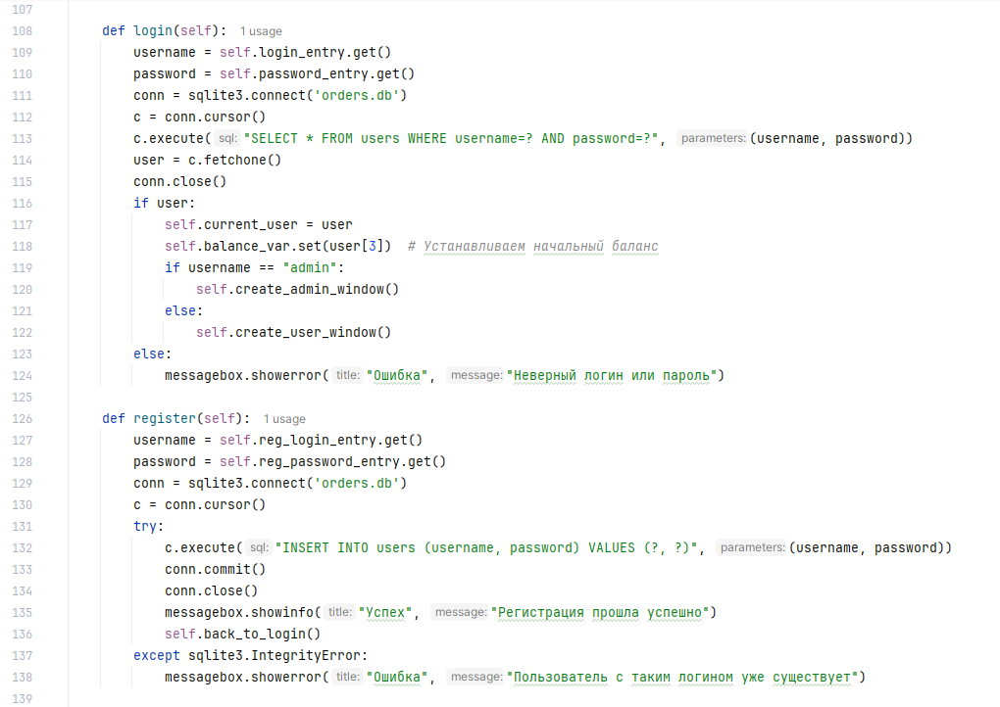 107
108 def login(self): 1 usage
109 username = self.login_entry.get()
110 password = self.password_entry.get()
111 conn = sqlite3.connect('orders.db')
112 c = conn.cursor()
113 c.execute( sql: "SELECT * FROM users WHERE username=? AND password=?", parameters: (username, password))
114 user = c.fetchone()
115 conn.close()
116 if user:
117 self.current_user = user
118 self.balance_var.set(user[3]) # Устанавливаем начальный баланс
119 if username == "admin":
120 self.create_admin_window()
121 else:
122 self.create_user_window()
123 else:
124 messagebox.showerror( title: "Ошибка", message: "Неверный логин или пароль")
125
126 def register(self): 1 usage
127 username = self.reg_login_entry.get()
128 password = self.reg_password_entry.get()
129 conn = sqlite3.connect('orders.db')
130 c = conn.cursor()
131 try:
132 c.execute( sql: "INSERT INTO users (username, password) VALUES (?, ?)", parameters: (username, password))
133 conn.commit()
134 conn.close()
135 messagebox.showinfo( title: "Успех", message: "Регистрация прошла успешно")
136 self.back_to_login()
137 except sqlite3.IntegrityError:
138 messagebox.showerror( title: "Ошибка", message: "Пользователь с таким логином уже существует")
139